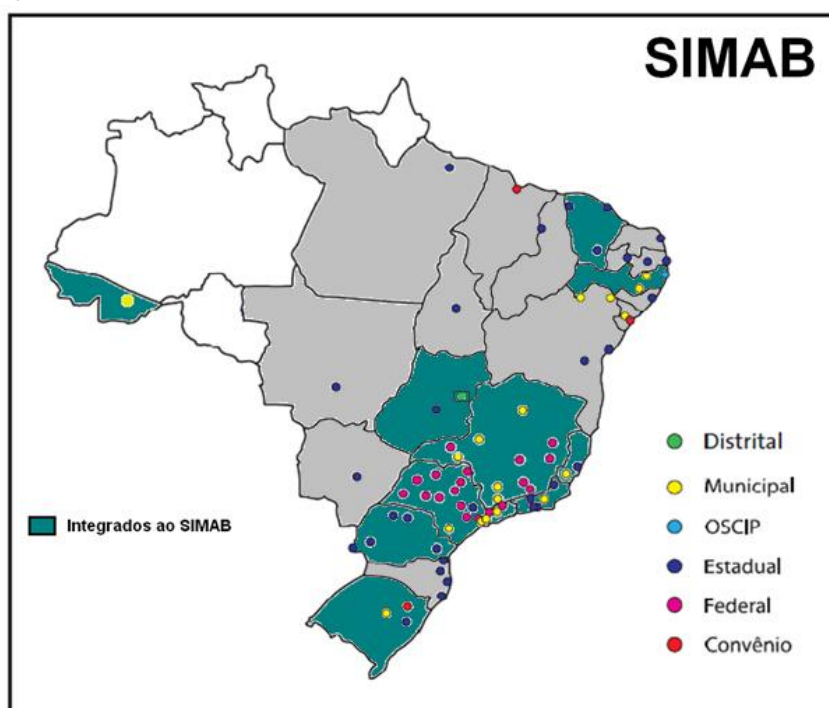 SIMAB
Distrital
Municipal
OSCIP
Estadual
Federal
Convênio
Integrados ao SIMAB